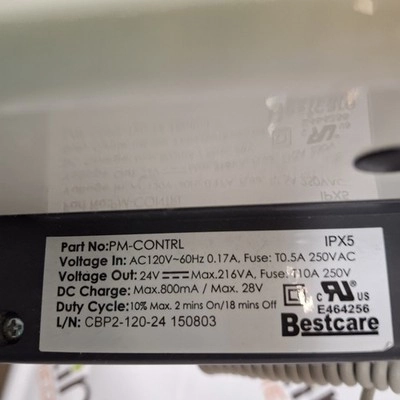 Part No:PM-CONTRL IPX5
Voltage In: AC120V~60Hz 0.17A, Fuse: T0.5A 250VAC
Voltage Out: 24V Max.216VA, Fuse: T10A 250V
DC Charge: Max.800mA / Max. 28V
Duty Cycle: 10% Max. 2 mins On/18 mins Off
L/N: CBP2-120-24 150803
C UL US
E464256
Bestcare